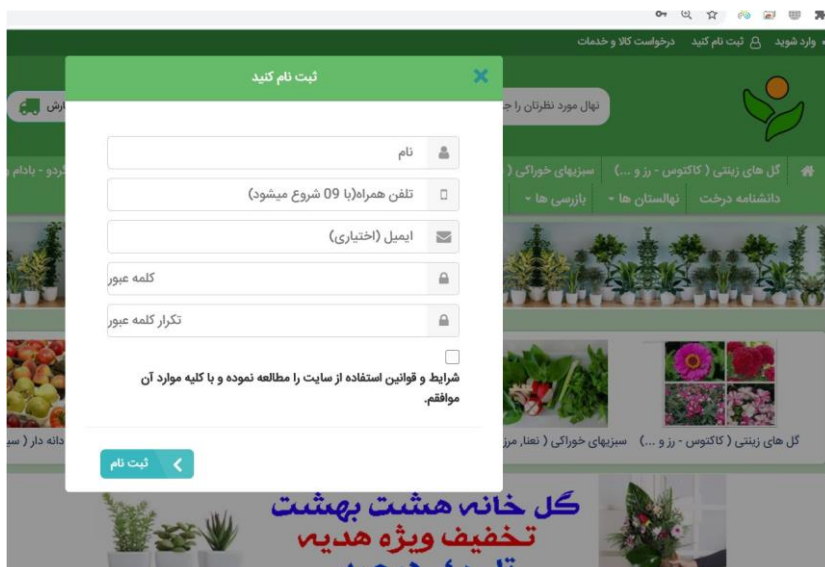 وارد شوید ثبت نام کنید درخواست کالا و خدمات
نهال مورد نظرتان را
گل های زینتی ( کاکتوس - رز و ...) سبزیهای خوراکی ( گردو - بادام و
دانشنامه درخت نهالستان ها بازرسی ها
ثبت نام کنید
نام
تلفن همراه(با 09 شروع میشود)
ایمیل (اختیاری)
کلمه عبور
تکرار کلمه عبور
شرایط و قوانین استفاده از سایت را مطالعه نموده و با کلیه موارد آن
موافقم.
ثبت نام
گل های زینتی ( کاکتوس - رز و ...) سبزیهای خوراکی ( نعنا, دانه دار (
گل خانه هشت بهشت
تخفیف ویژه هدیه